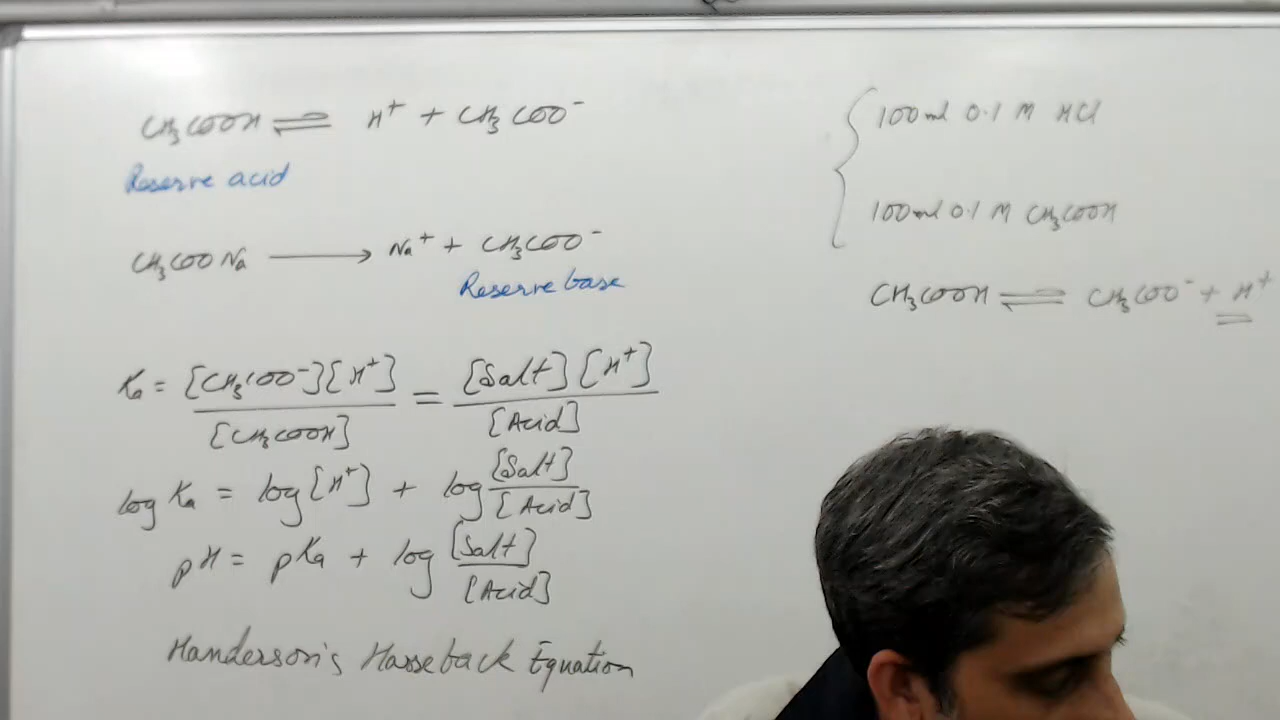 CH₃COOH ⇌ H⁺ + CH₃COO⁻
Reserve acid
CH₃COONa ⟶ Na⁺ + CH₃COO⁻
Reserve base
Ka = [CH₃COO⁻][H⁺] / [CH₃COOH] = [Salt][H⁺] / [Acid]
log Ka = log[H⁺] + log [Salt] / [Acid]
pH = pKa + log [Salt] / [Acid]
Handerson's Hasseback Equation
100ml 0.1 M HCl
100ml 0.1 M CH₃COOH
CH₃COOH ⇌ CH₃COO⁻ + H⁺